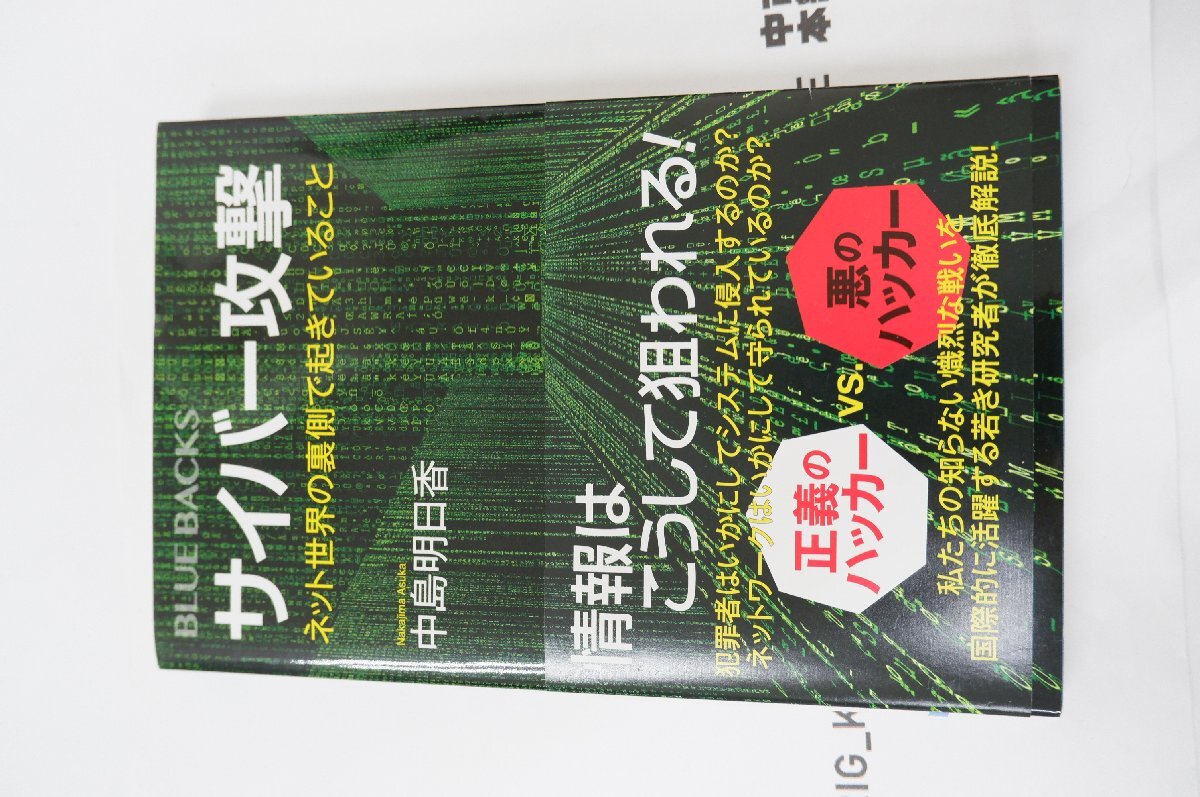 BLUE BACKS
サイバー攻撃
ネット世界の裏側で起きていること
Nakajima Asuka
中島明日香
情報は
こうして狙われる!
犯罪者はいかにしてシステムに侵入するのか?
ネットワークはいかにして守られているのか?
正義の
ハッカー
vs.
悪の
ハッカー
私たちの知らない熾烈な戦いを
国際的に活躍する若き研究者が徹底解説!